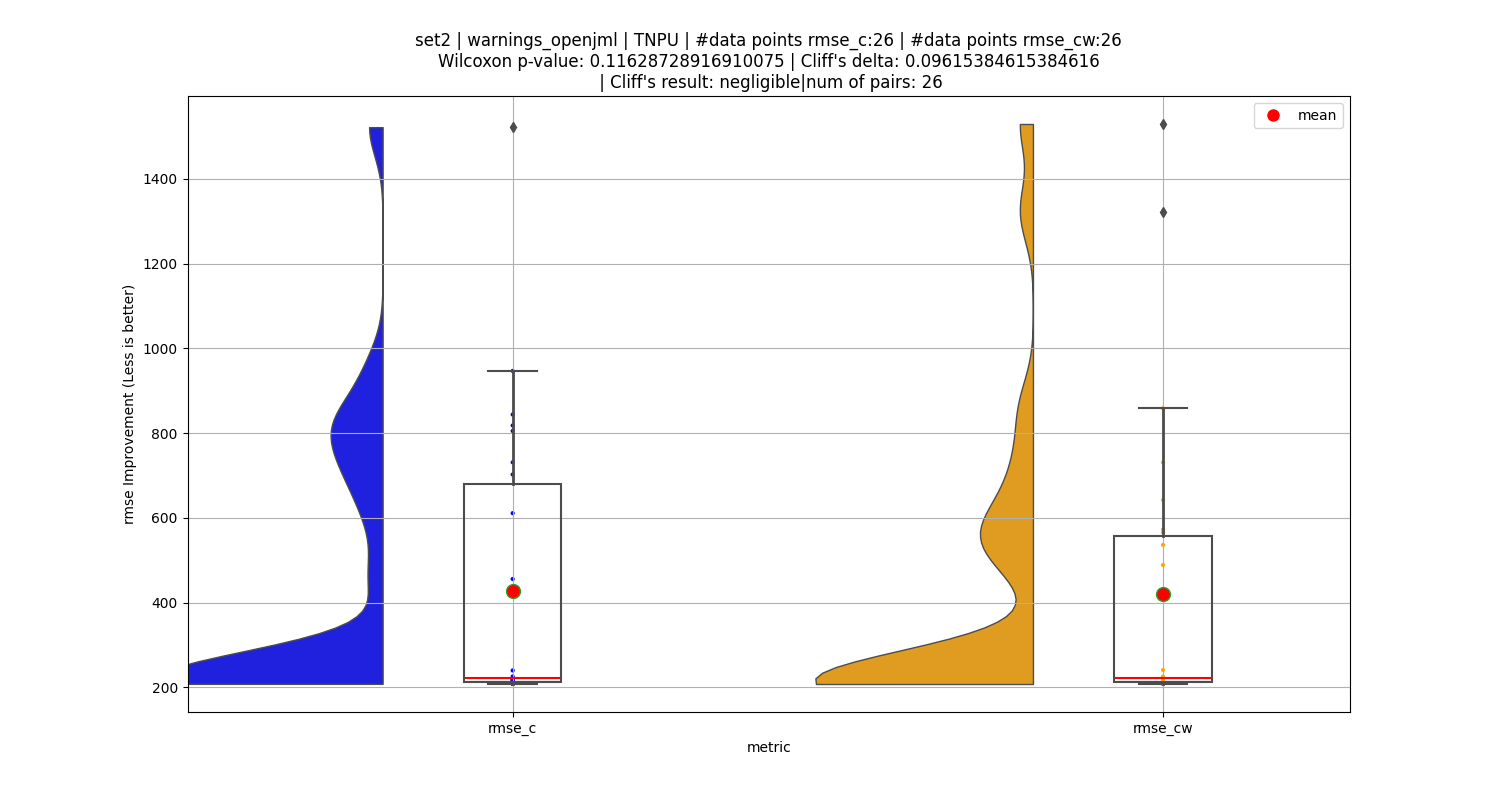 set2 | warnings_openjml | TNPU | #data points rmse_c:26 | #data points rmse_cw:26
Wilcoxon p-value: 0.11628728916910075 | Cliff's delta: 0.09615384615384616
| Cliff's result: negligible|num of pairs: 26
mean
rmse Improvement (Less is better)
1400
1200
1000
800
600
400
200
rmse_c
rmse_cw
metric